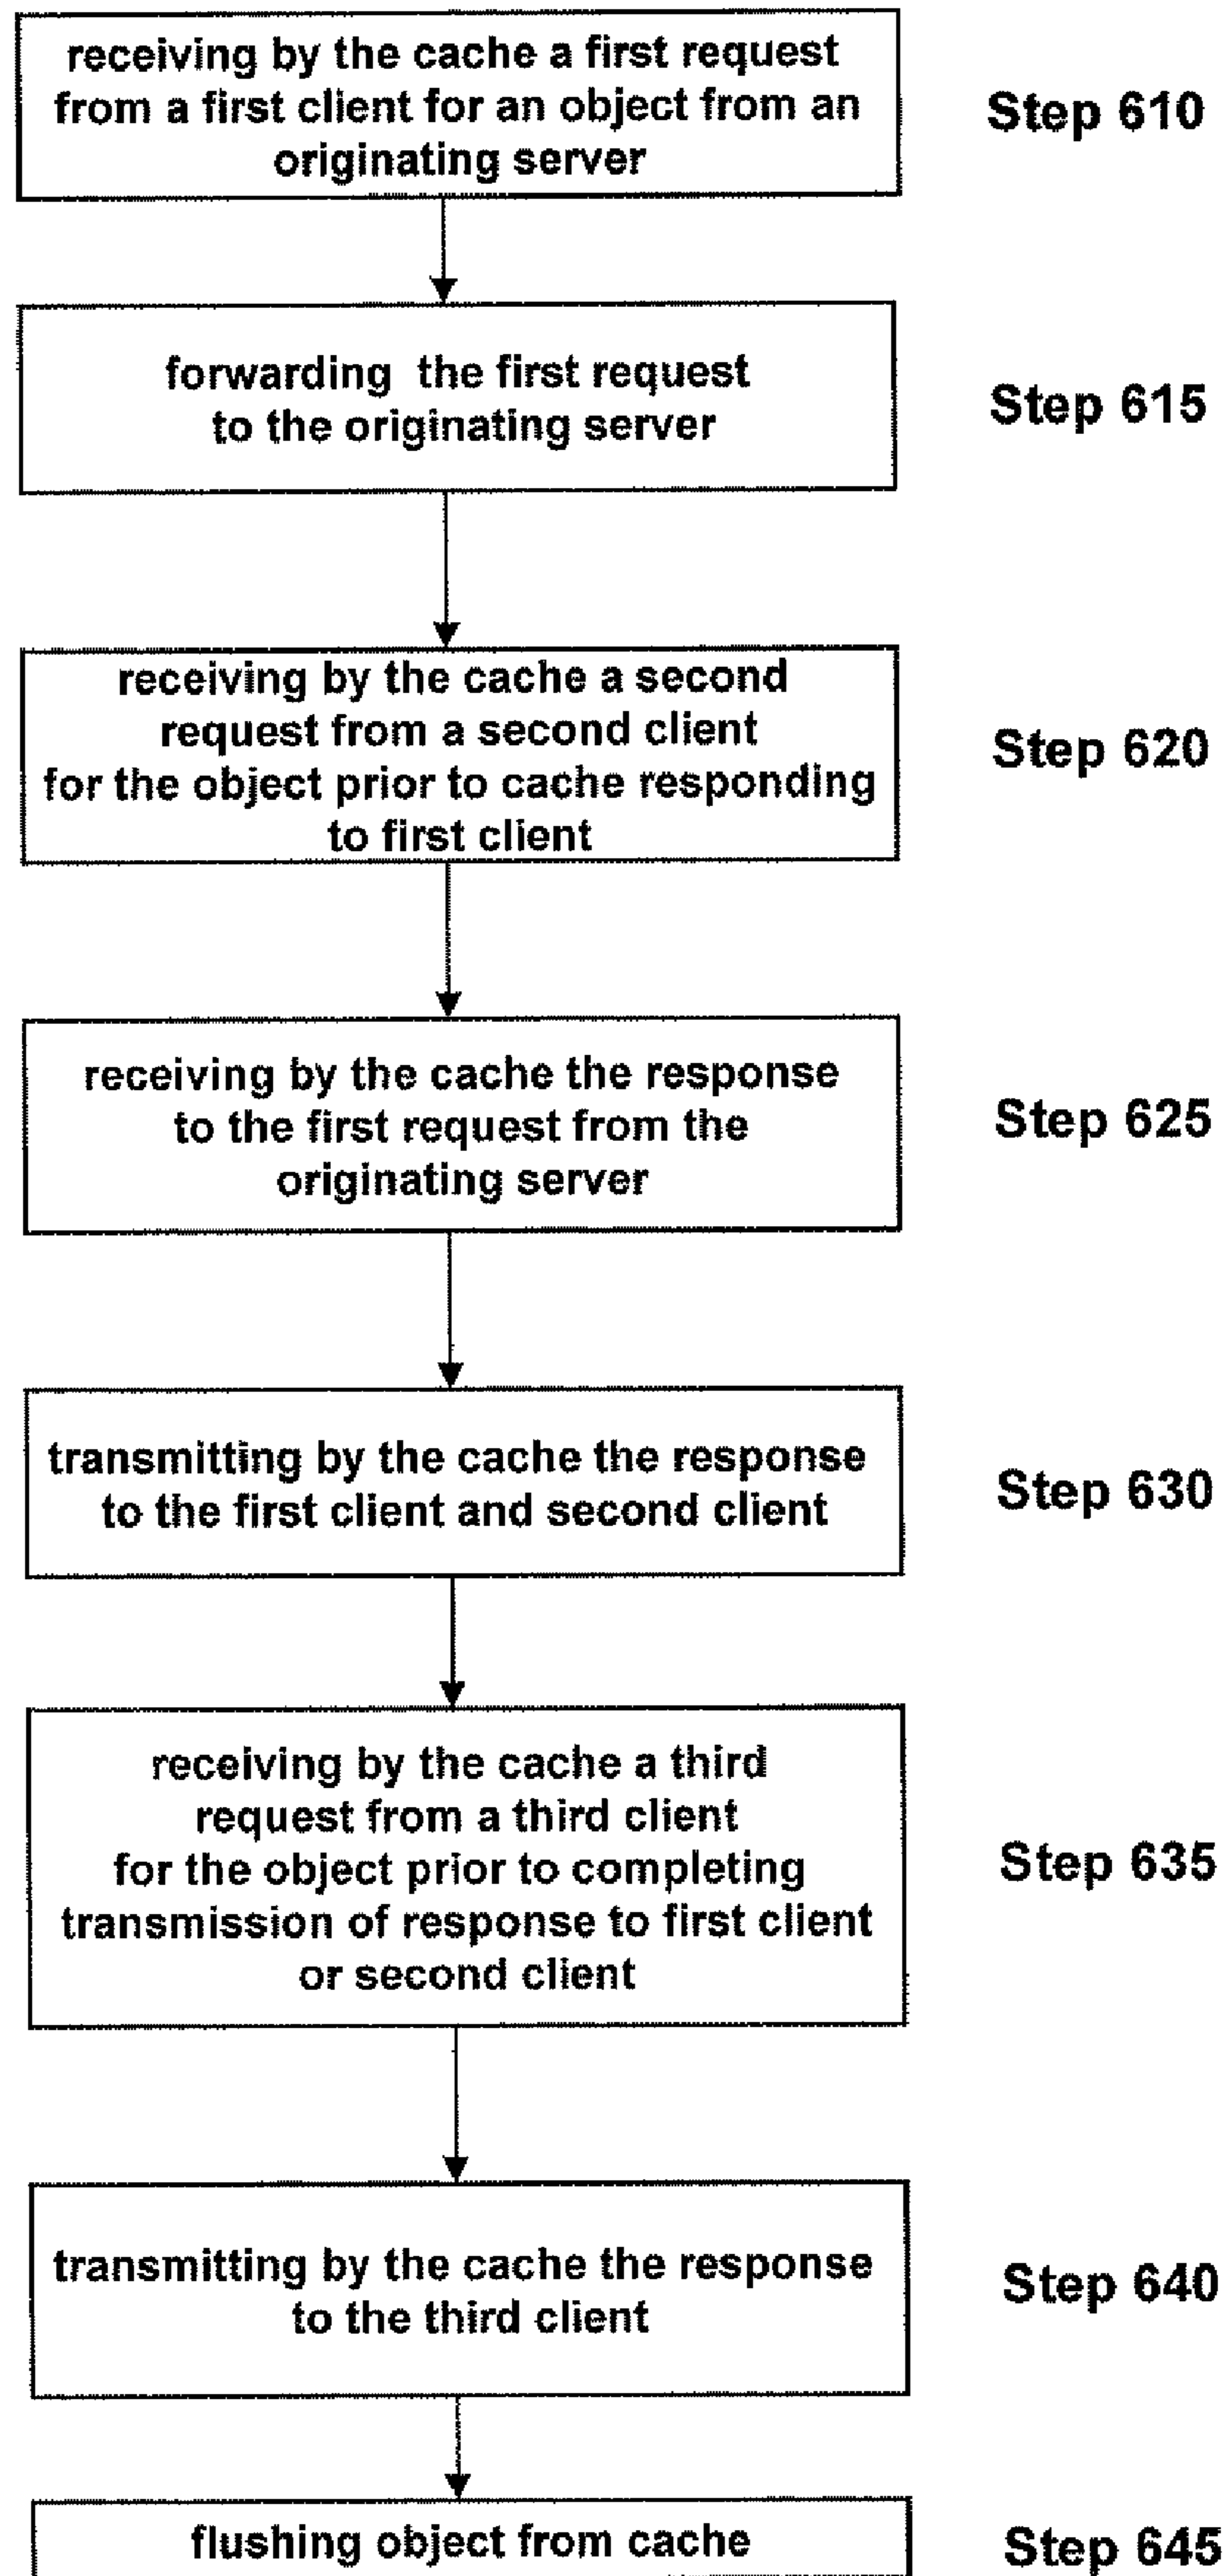 receiving by the cache a first request
from a first client for an object from an
originating server
Step 610
forwarding the first request
to the originating server
Step 615
receiving by the cache a second
request from a second client
for the object prior to cache responding
to first client
Step 620
receiving by the cache the response
to the first request from the
originating server
Step 625
transmitting by the cache the response
to the first client and second client
Step 630
receiving by the cache a third
request from a third client
for the object prior to completing
transmission of response to first client
or second client
Step 635
transmitting by the cache the response
to the third client
Step 640
flushing object from cache
Step 645